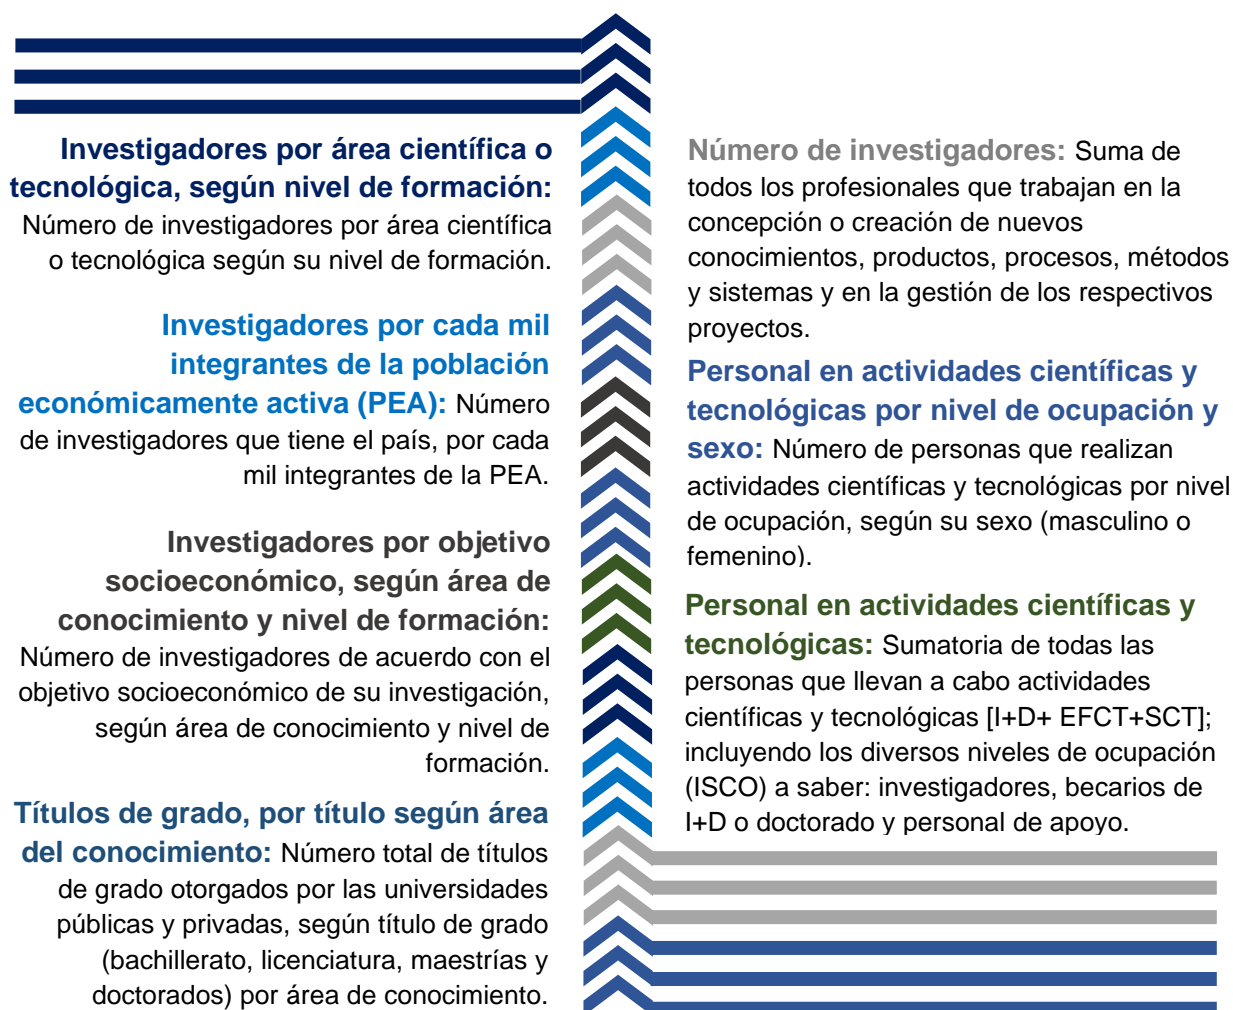 Investigadores por área científica o
tecnológica, según nivel de formación:
Número de investigadores por área científica
o tecnológica según su nivel de formación.
Investigadores por cada mil
integrantes de la población
económicamente activa (PEA): Número
de investigadores que tiene el país, por cada
mil integrantes de la PEA.
Investigadores por objetivo
socioeconómico, según área de
conocimiento y nivel de formación:
Número de investigadores de acuerdo con el
objetivo socioeconómico de su investigación,
según área de conocimiento y nivel de
formación.
Títulos de grado, por título según área
del conocimiento: Número total de títulos
de grado otorgados por las universidades
públicas y privadas, según título de grado
(bachillerato, licenciatura, maestrías y
doctorados) por área de conocimiento.
Número de investigadores: Suma de
todos los profesionales que trabajan en la
concepción o creación de nuevos
conocimientos, productos, procesos, métodos
y sistemas y en la gestión de los respectivos
proyectos.
Personal en actividades científicas y
tecnológicas por nivel de ocupación y
sexo: Número de personas que realizan
actividades científicas y tecnológicas por nivel
de ocupación, según su sexo (masculino o
femenino).
Personal en actividades científicas y
tecnológicas: Sumatoria de todas las
personas que llevan a cabo actividades
científicas y tecnológicas [I+D+ EFCT+SCT];
incluyendo los diversos niveles de ocupación
(ISCO) a saber: investigadores, becarios de
I+D o doctorado y personal de apoyo.